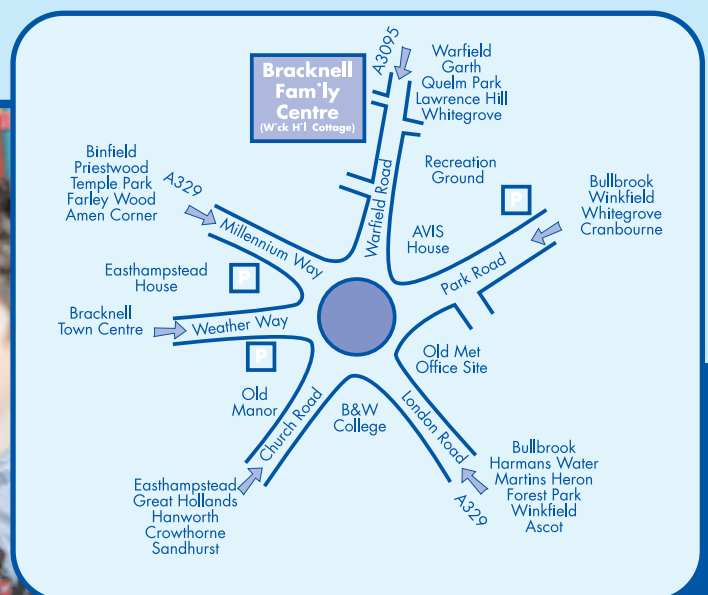 A3095
Warfield
Garth
Quelm Park
Lawrence Hill
Whitegrove
Bracknell
Fam˙ly
Centre
(W˙ck H˙l Cottage)
Binfield
Priestwood
Temple Park
Farley Wood
Amen Corner
A329
Millennium Way
Warfield Road
Recreation
Ground
P
AVIS
House
Bullbrook
Winkfield
Whitegrove
Cranbourne
Park Road
Easthampstead
House
P
Bracknell
Town Centre
Weather Way
P
Old
Manor
Church Road
B&W
College
Old Met
Office Site
London Road
A329
Easthampstead
Great Hollands
Hanworth
Crowthorne
Sandhurst
Bullbrook
Harmans Water
Martins Heron
Forest Park
Winkfield
Ascot